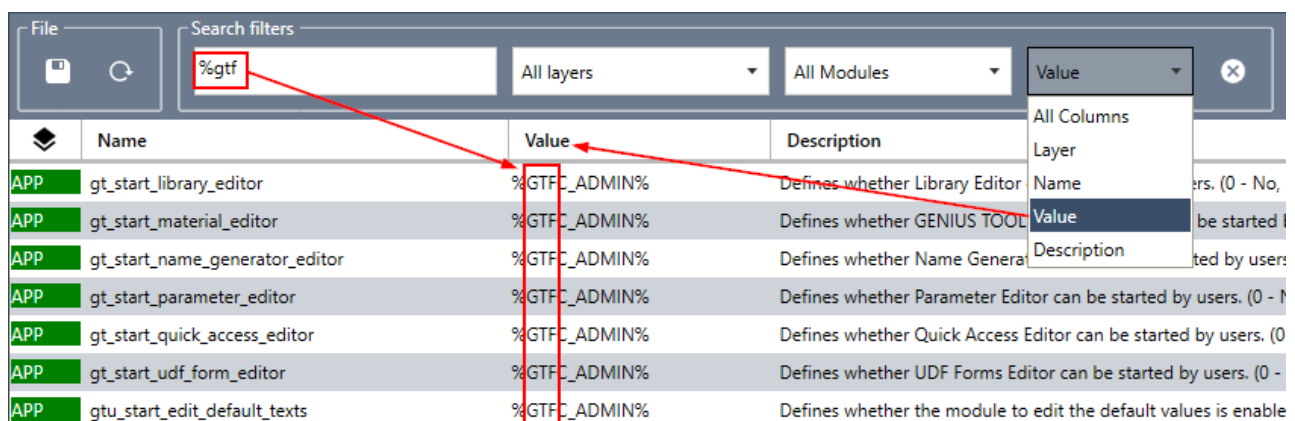 File
Search filters
%gtf
All layers
All Modules
Value
All Columns
Layer
Name
Value
Description
Name Value Description
APP gt_start_library_editor %GTFC_ADMIN% Defines whether Library Editor ers. (0 - No,
APP gt_start_material_editor %GTFC_ADMIN% Defines whether GENIUS TOOL be started
APP gt_start_name_generator_editor %GTFC_ADMIN% Defines whether Name Genera ted by users
APP gt_start_parameter_editor %GTFC_ADMIN% Defines whether Parameter Editor can be started by users. (0 -
APP gt_start_quick_access_editor %GTFC_ADMIN% Defines whether Quick Access Editor can be started by users. (0
APP gt_start_udf_form_editor %GTFC_ADMIN% Defines whether UDF Forms Editor can be started by users. (0 -
APP gtu_start_edit_default_texts %GTFC_ADMIN% Defines whether the module to edit the default values is enable